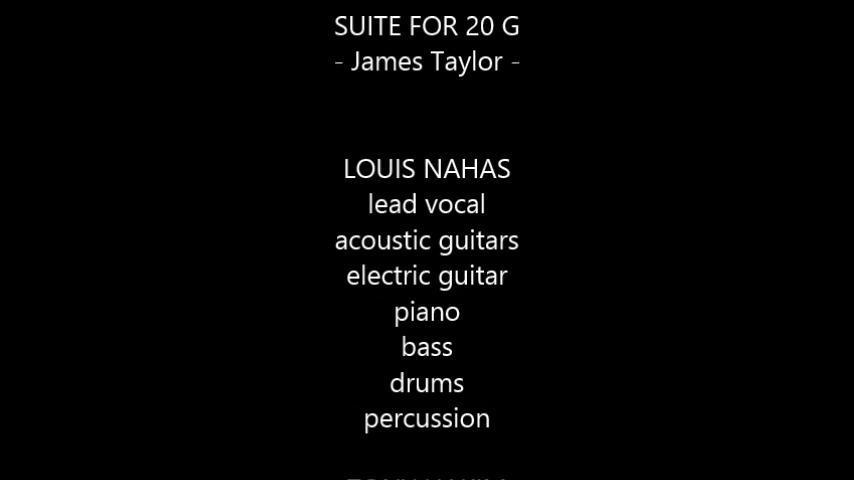 SUITE FOR 20 G
- James Taylor -
LOUIS NAHAS
lead vocal
acoustic guitars
electric guitar
piano
bass
drums
percussion